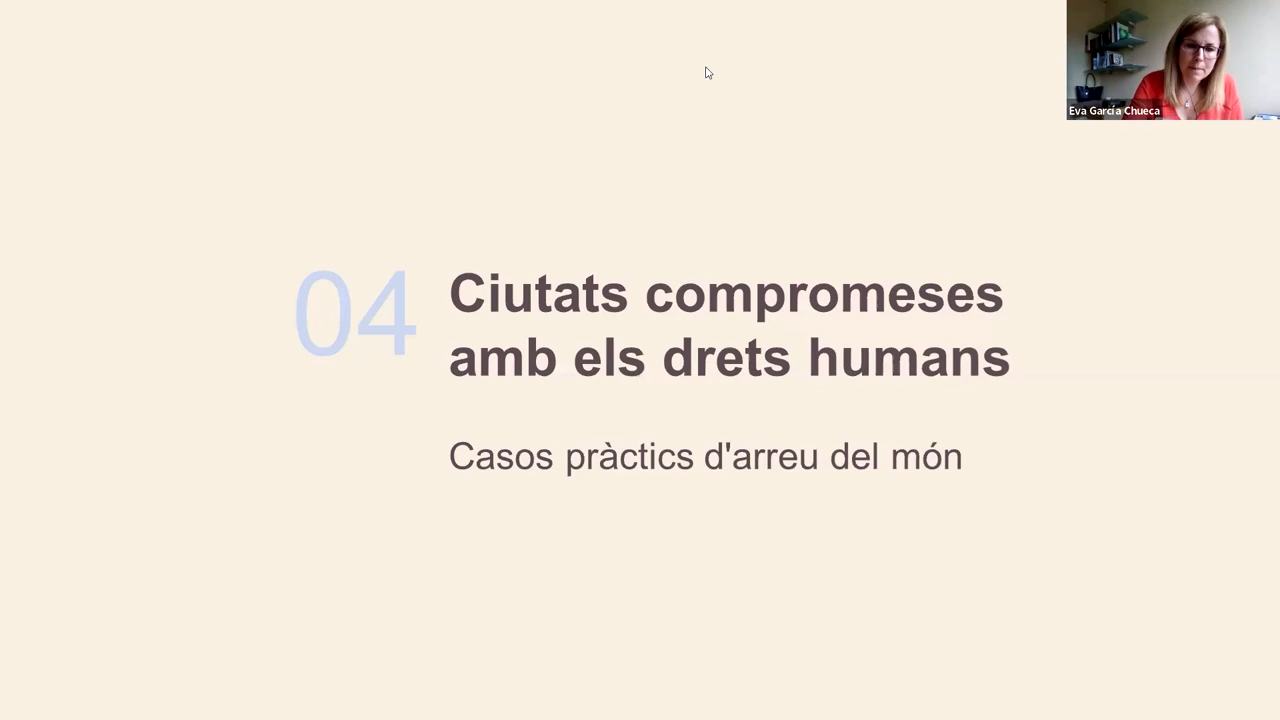 Eva García Chueca
04
Ciutats compromeses
amb els drets humans
Casos pràctics d'arreu del món